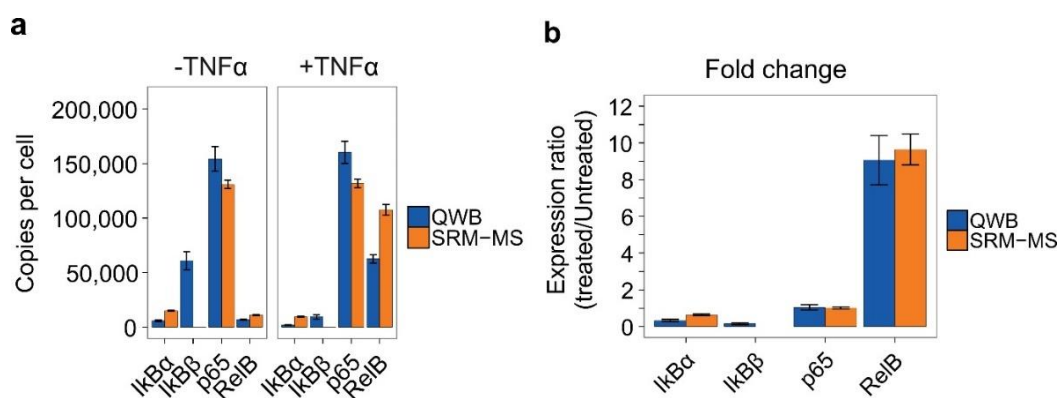 a
-TNFα
+TNFα
Copies per cell
200,000
150,000
100,000
50,000
0
IkBα
IkBβ
p65
RelB
IkBα
IkBβ
p65
RelB
QWB
SRM−MS
b
Fold change
Expression ratio
(treated/Untreated)
12
10
8
6
4
2
1
0
IkBα
IkBβ
p65
RelB
QWB
SRM−MS